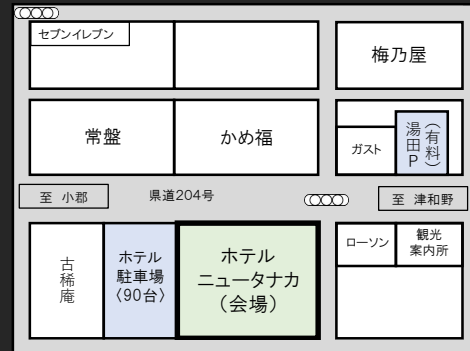 セブンイレブン
梅乃屋
常盤
かめ福
ガスト
湯田P
（有料）
至 小郡
県道204号
至 津和野
古稀庵
ホテル
駐車場
〈90台〉
ホテル
ニュータナカ
（会場）
ローソン
観光
案内所